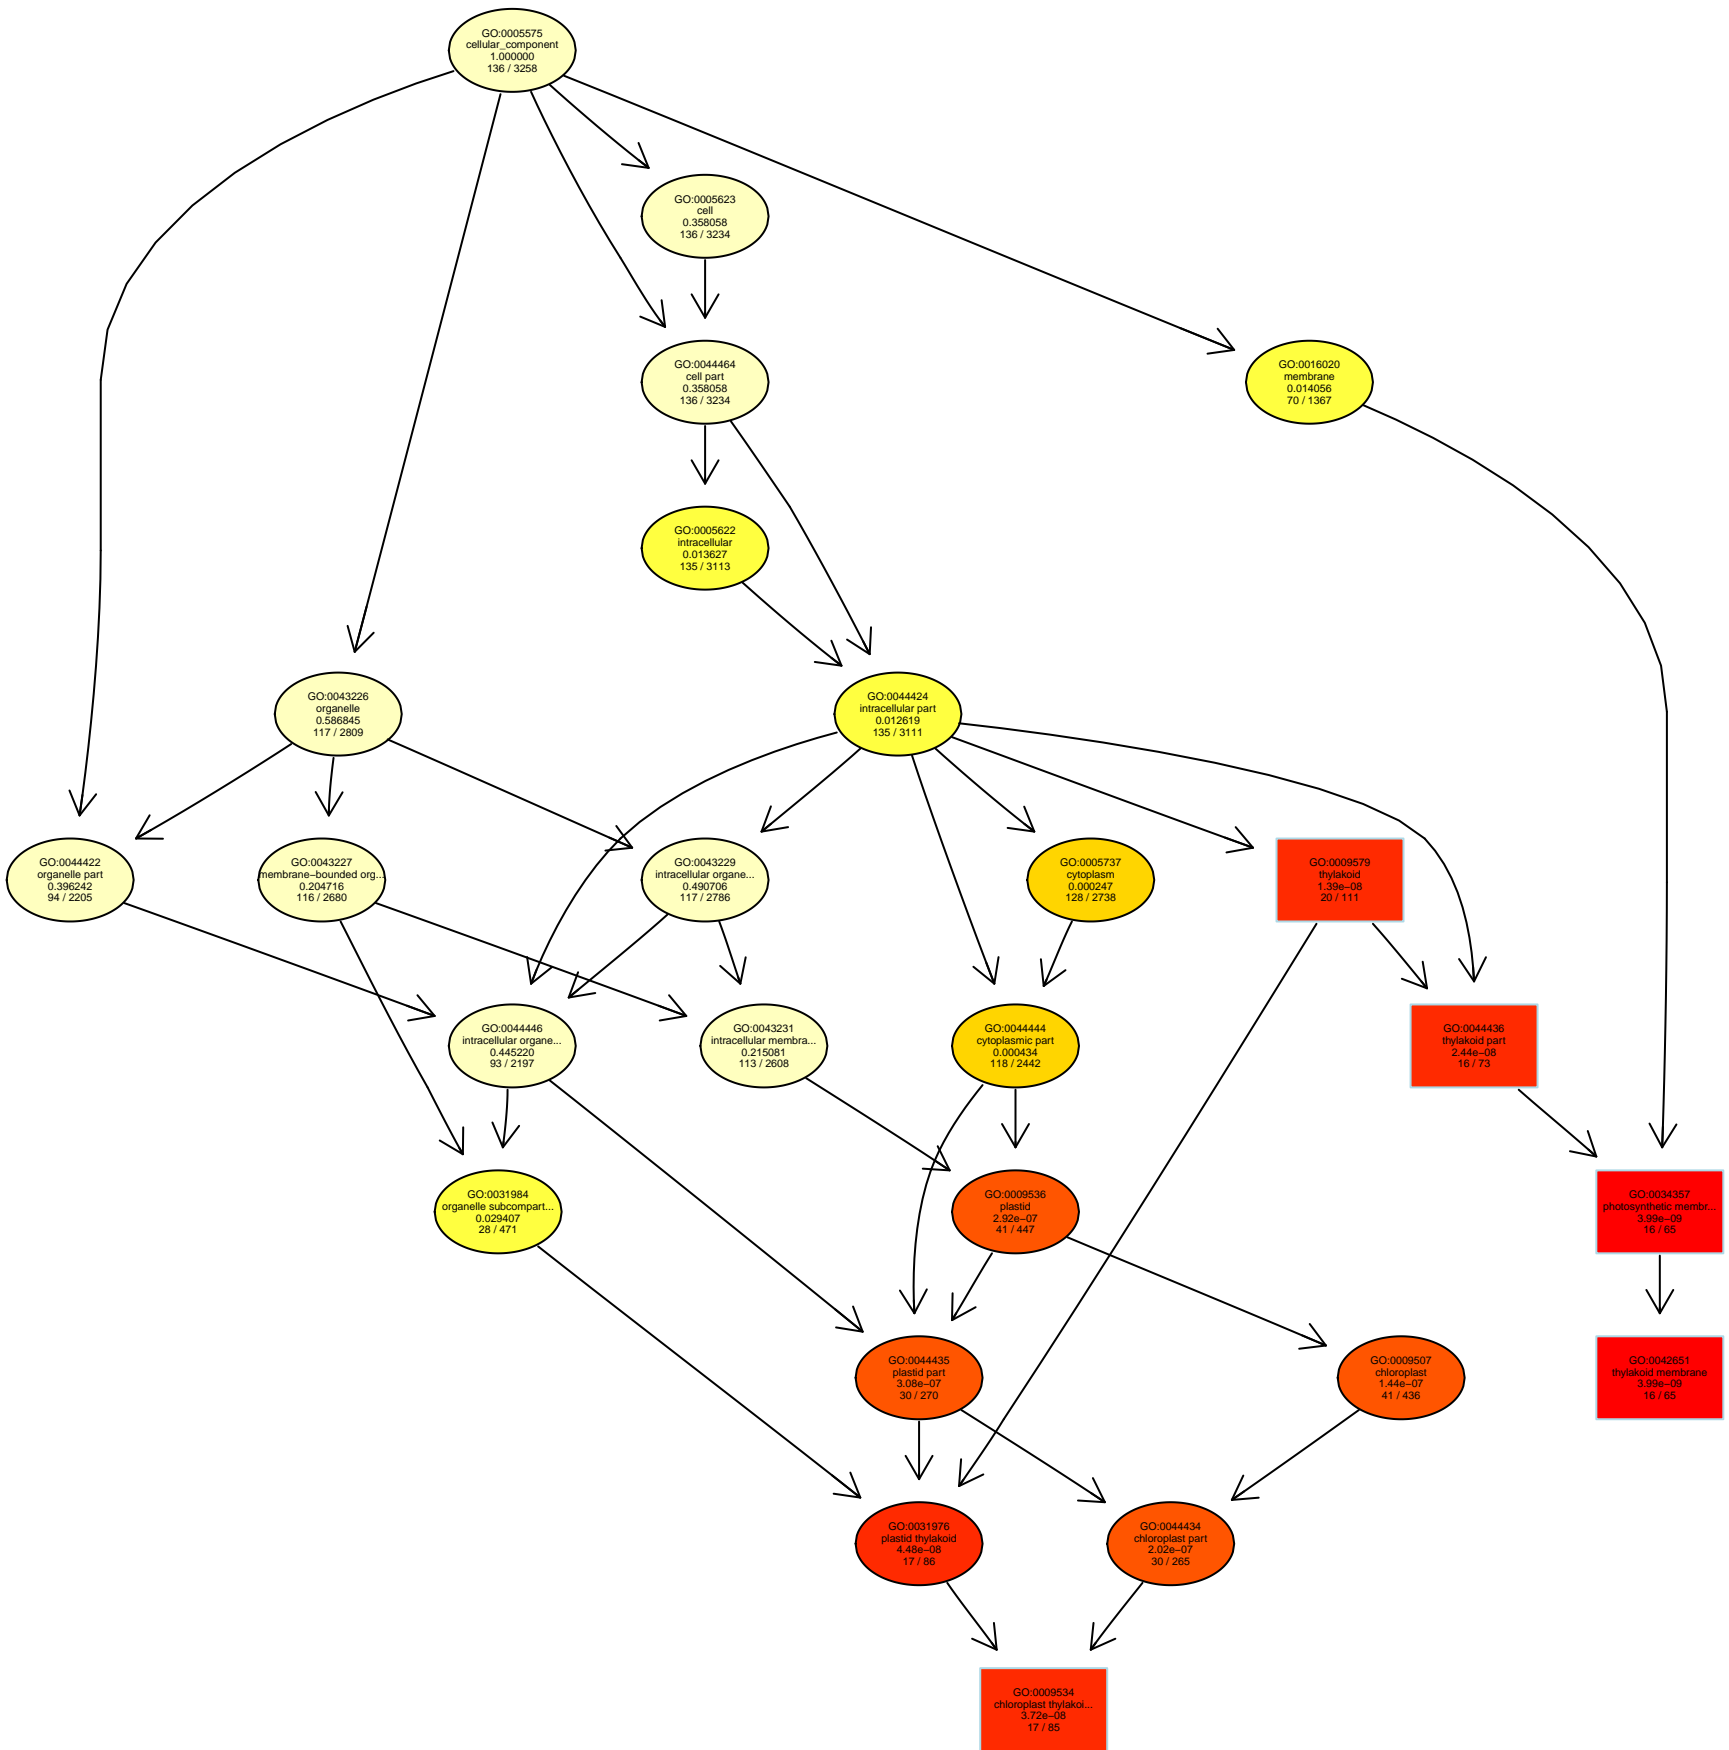 GO:0005575
cellular_component
1.000000
136 / 3258
GO:0005623
cell
0.358058
136 / 3234
GO:0044464
cell part
0.358058
136 / 3234
GO:0016020
membrane
0.014056
70 / 1367
GO:0005622
intracellular
0.013627
135 / 3113
GO:0043226
organelle
0.586845
117 / 2809
GO:0044424
intracellular part
0.012619
135 / 3111
GO:0044422
organelle part
0.396242
94 / 2205
GO:0043227
membrane−bounded org...
0.204716
116 / 2680
GO:0043229
intracellular organe...
0.490706
117 / 2786
GO:0005737
cytoplasm
0.000247
128 / 2738
GO:0009579
thylakoid
1.39e−08
20 / 111
GO:0044446
intracellular organe...
0.445220
93 / 2197
GO:0043231
intracellular membra...
0.215081
113 / 2608
GO:0044444
cytoplasmic part
0.000434
118 / 2442
GO:0044436
thylakoid part
2.44e−08
16 / 73
GO:0031984
organelle subcompart...
0.029407
28 / 471
GO:0009536
plastid
2.92e−07
41 / 447
GO:0034357
photosynthetic membr...
3.99e−09
16 / 65
GO:0044435
plastid part
3.08e−07
30 / 270
GO:0009507
chloroplast
1.44e−07
41 / 436
GO:0042651
thylakoid membrane
3.99e−09
16 / 65
GO:0031976
plastid thylakoid
4.48e−08
17 / 86
GO:0044434
chloroplast part
2.02e−07
30 / 265
GO:0009534
chloroplast thylakoi...
3.72e−08
17 / 85